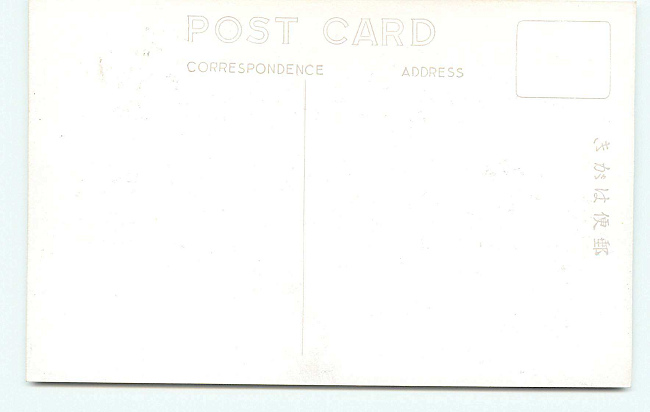 POST CARD
CORRESPONDENCE
ADDRESS
郵便はがき